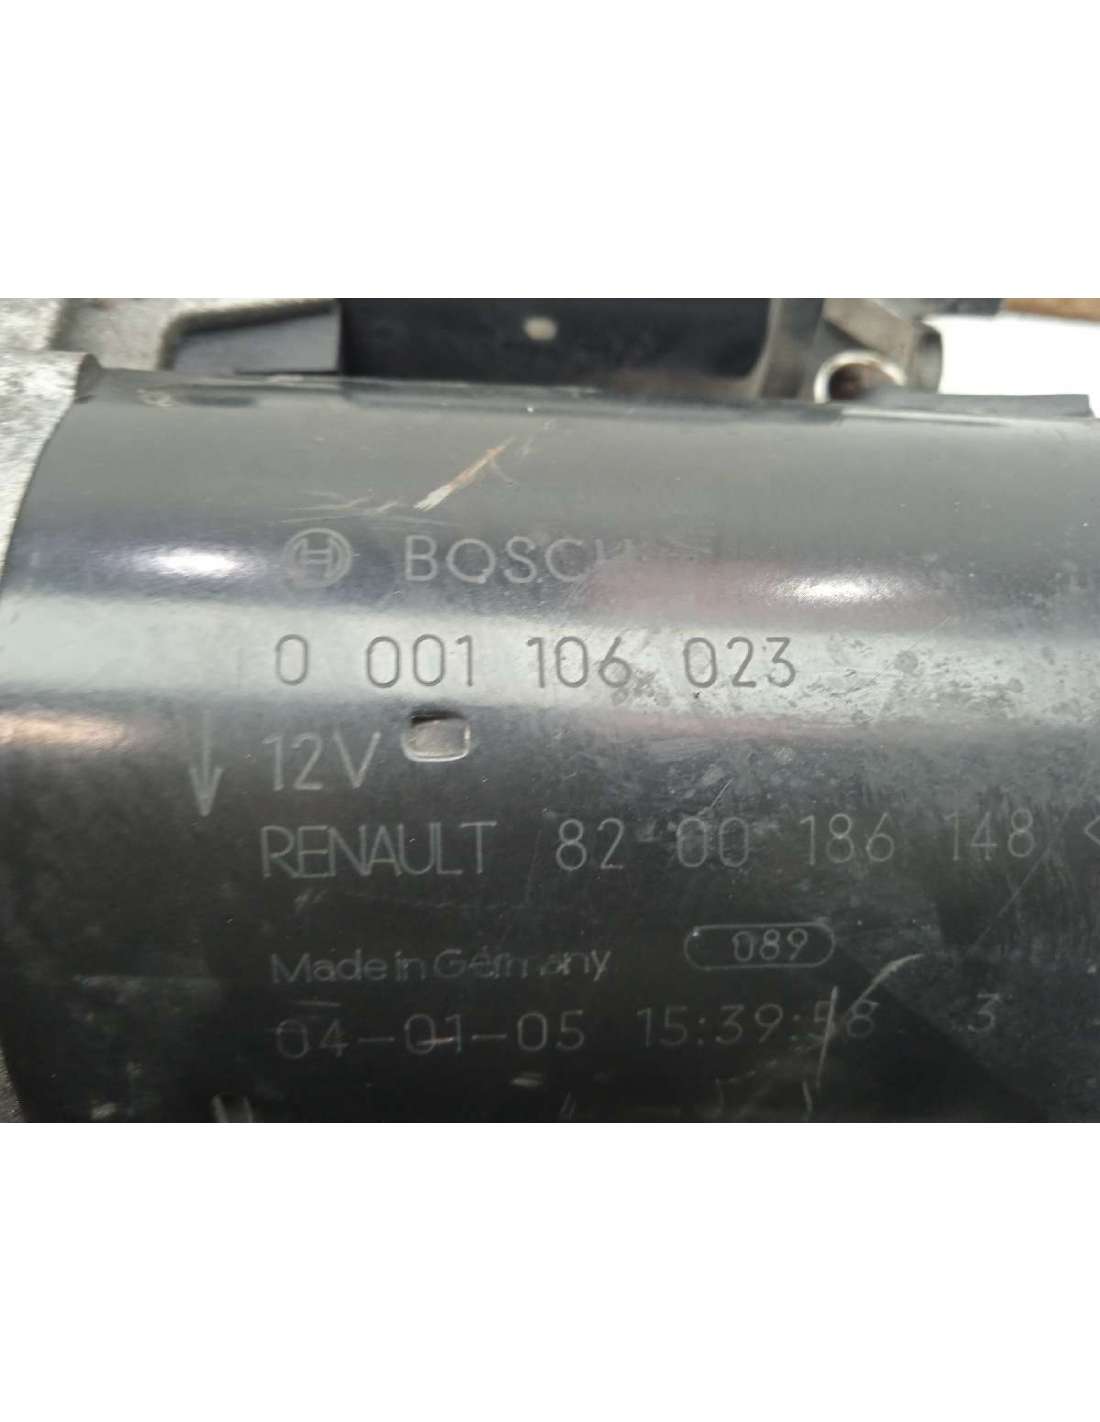 BOSCH
0 001 106 023
12V
RENAULT 82 00 186 148 <
Made in Germany 089
04-01-05 15:39:58 3